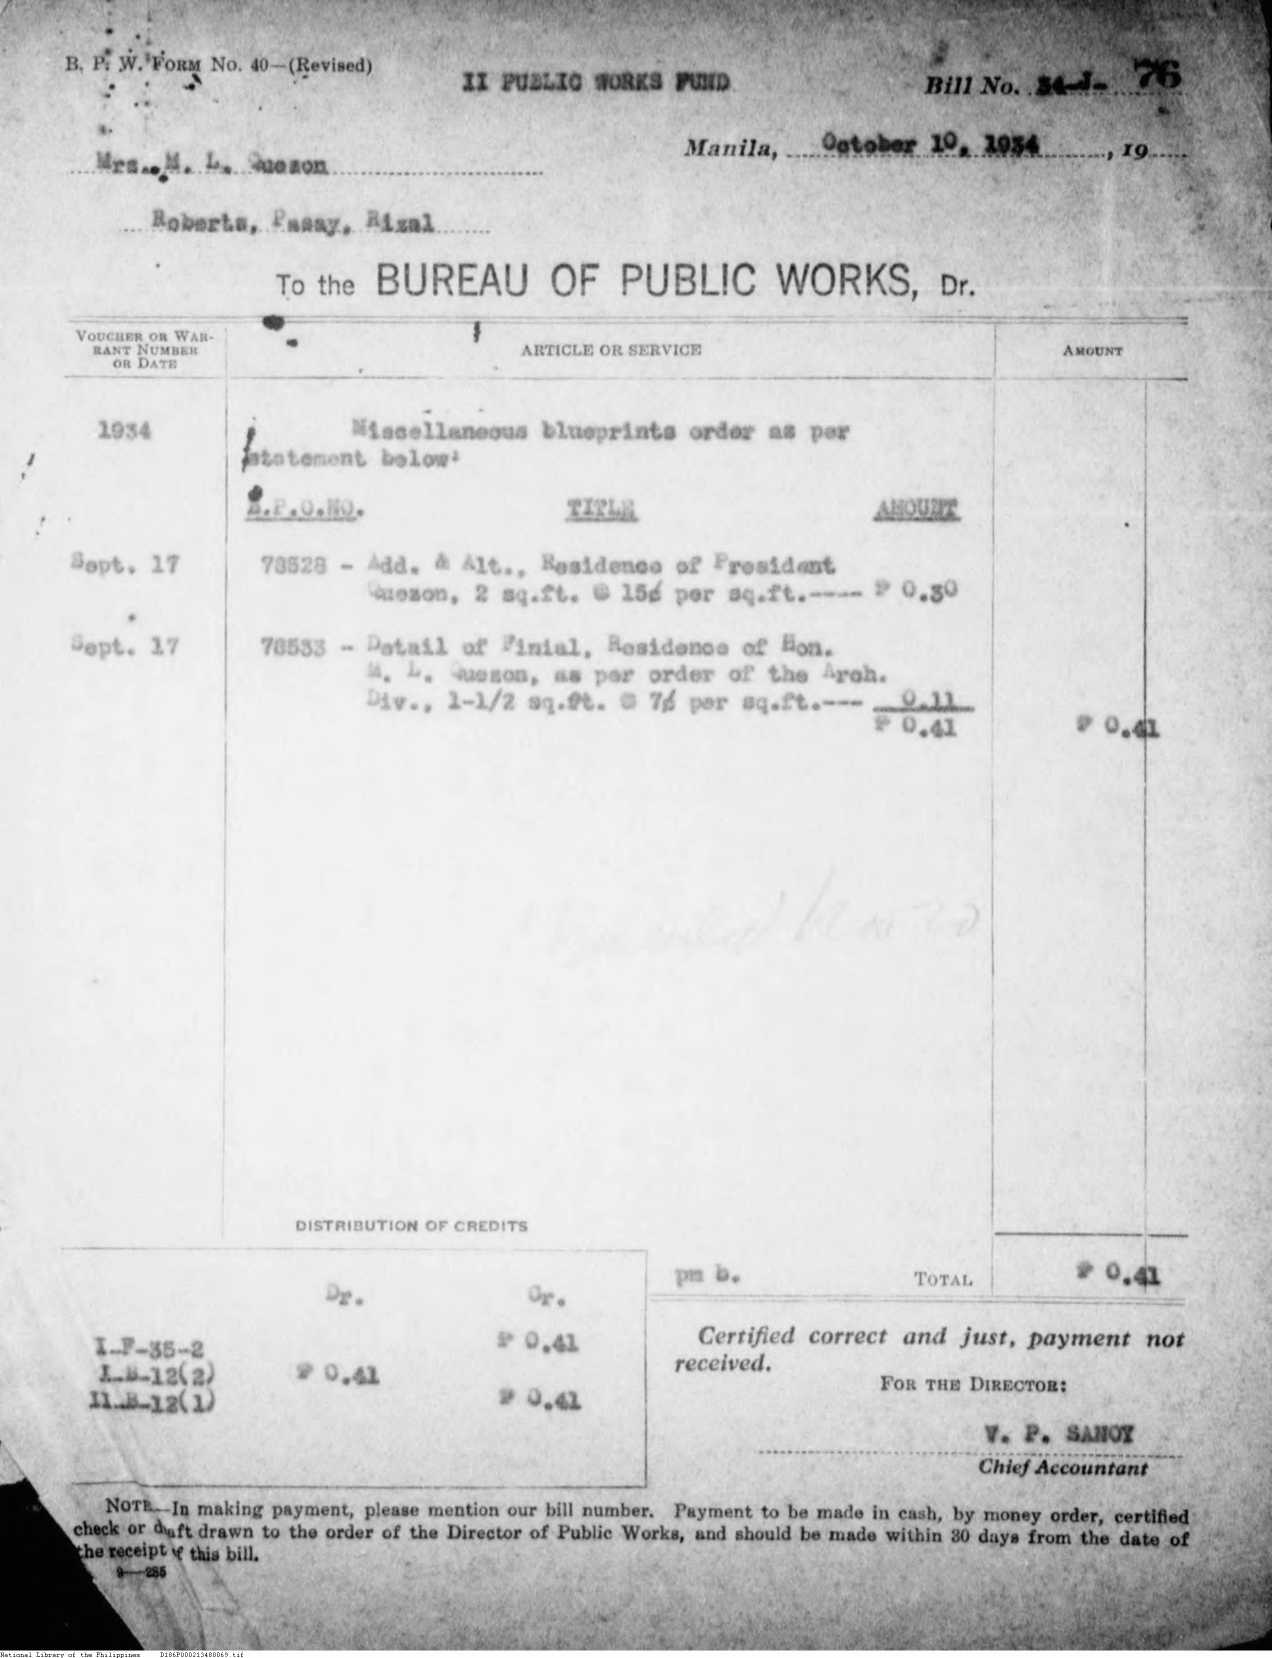 B. P. W. FORM No. 40—(Revised)
II PUBLIC WORKS FUND
Bill No. 34-J- 76
Manila, October 10, 1934, 19
Mrs. M. L. Quezon
Roberts, Pasay, Rizal
To the BUREAU OF PUBLIC WORKS, Dr.
VOUCHER OR WAR-
RANT NUMBER
OR DATE
ARTICLE OR SERVICE
AMOUNT
1934 Miscellaneous blueprints order as per
statement below:
E.P.O.NO. TITLE AMOUNT
Sept. 17 78528 - Add. & Alt., Residence of President
Quezon, 2 sq.ft. @ 15¢ per sq.ft.---- ₱ 0.30
Sept. 17 78533 - Detail of Finial, Residence of Hon.
M. L. Quezon, as per order of the Arch.
Div., 1-1/2 sq.ft. @ 7¢ per sq.ft.--- 0.11
₱ 0.41 ₱ 0.41
DISTRIBUTION OF CREDITS
pm b. TOTAL ₱ 0.41
Dr. Cr.
I-F-35-2 ₱ 0.41
I-B-12(2) ₱ 0.41
II-B-12(1) ₱ 0.41
Certified correct and just, payment not
received.
FOR THE DIRECTOR:
V. P. SANOY
Chief Accountant
NOTE—In making payment, please mention our bill number. Payment to be made in cash, by money order, certified
check or draft drawn to the order of the Director of Public Works, and should be made within 30 days from the date of
the receipt of this bill.
9—285
National Library of the Philippines D186P000213488069.tif